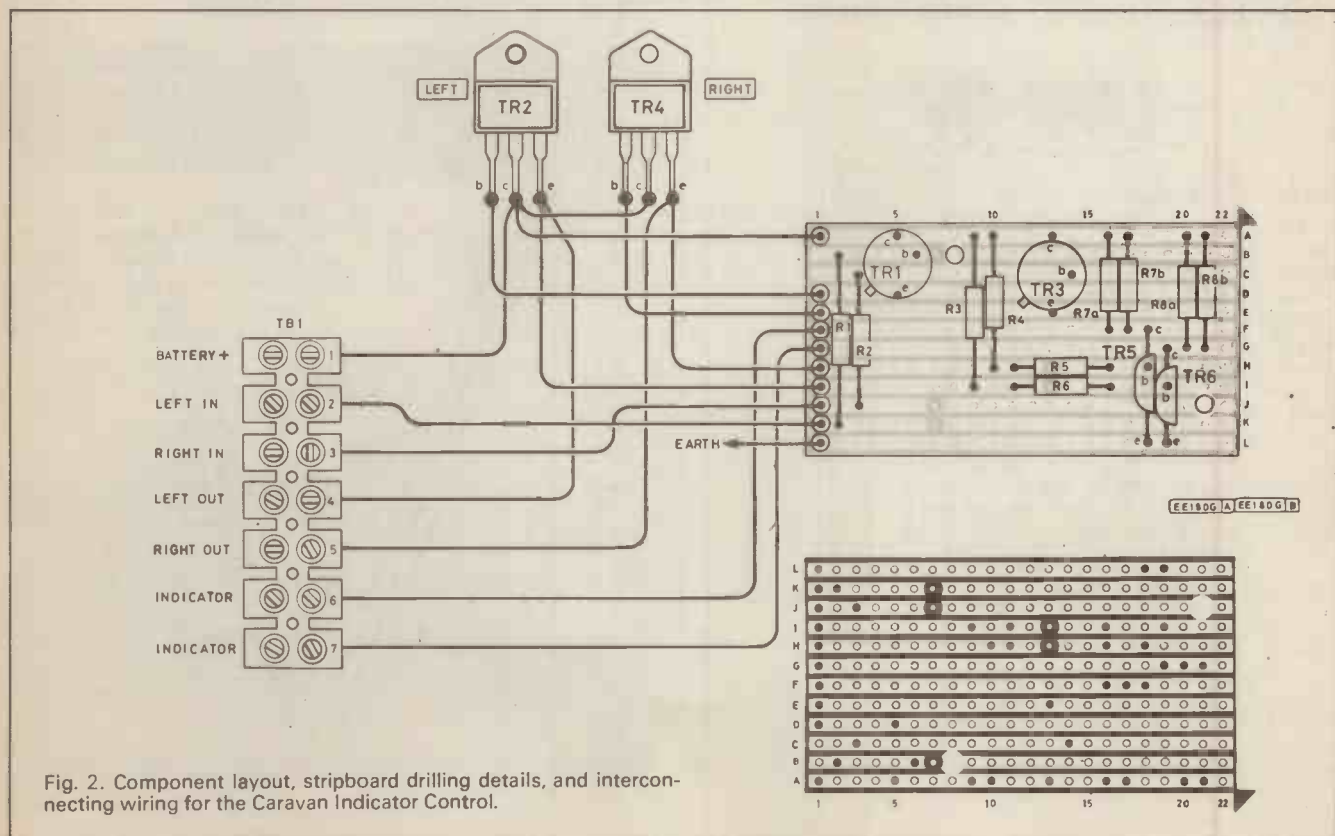 LEFT
TR2
TR4
RIGHT
b c e
b c e
TB1
BATTERY+ 1
LEFT IN 2
RIGHT IN 3
LEFT OUT 4
RIGHT OUT 5
INDICATOR 6
INDICATOR 7
EARTH
1 5 10 15 20 22
A
B
C
D
E
F
G
H
I
J
K
L
c
b
TR1
e
R1
R2
R3
R4
c
b
TR3
e
R7b
R7a
R8b
R8a
R5
R6
TR5
c
b
e
TR6
c
b
e
EE180G A EE180G B
L
K
J
I
H
G
F
E
D
C
B
A
1 5 10 15 20 22
Fig. 2. Component layout, stripboard drilling details, and intercon-
necting wiring for the Caravan Indicator Control.